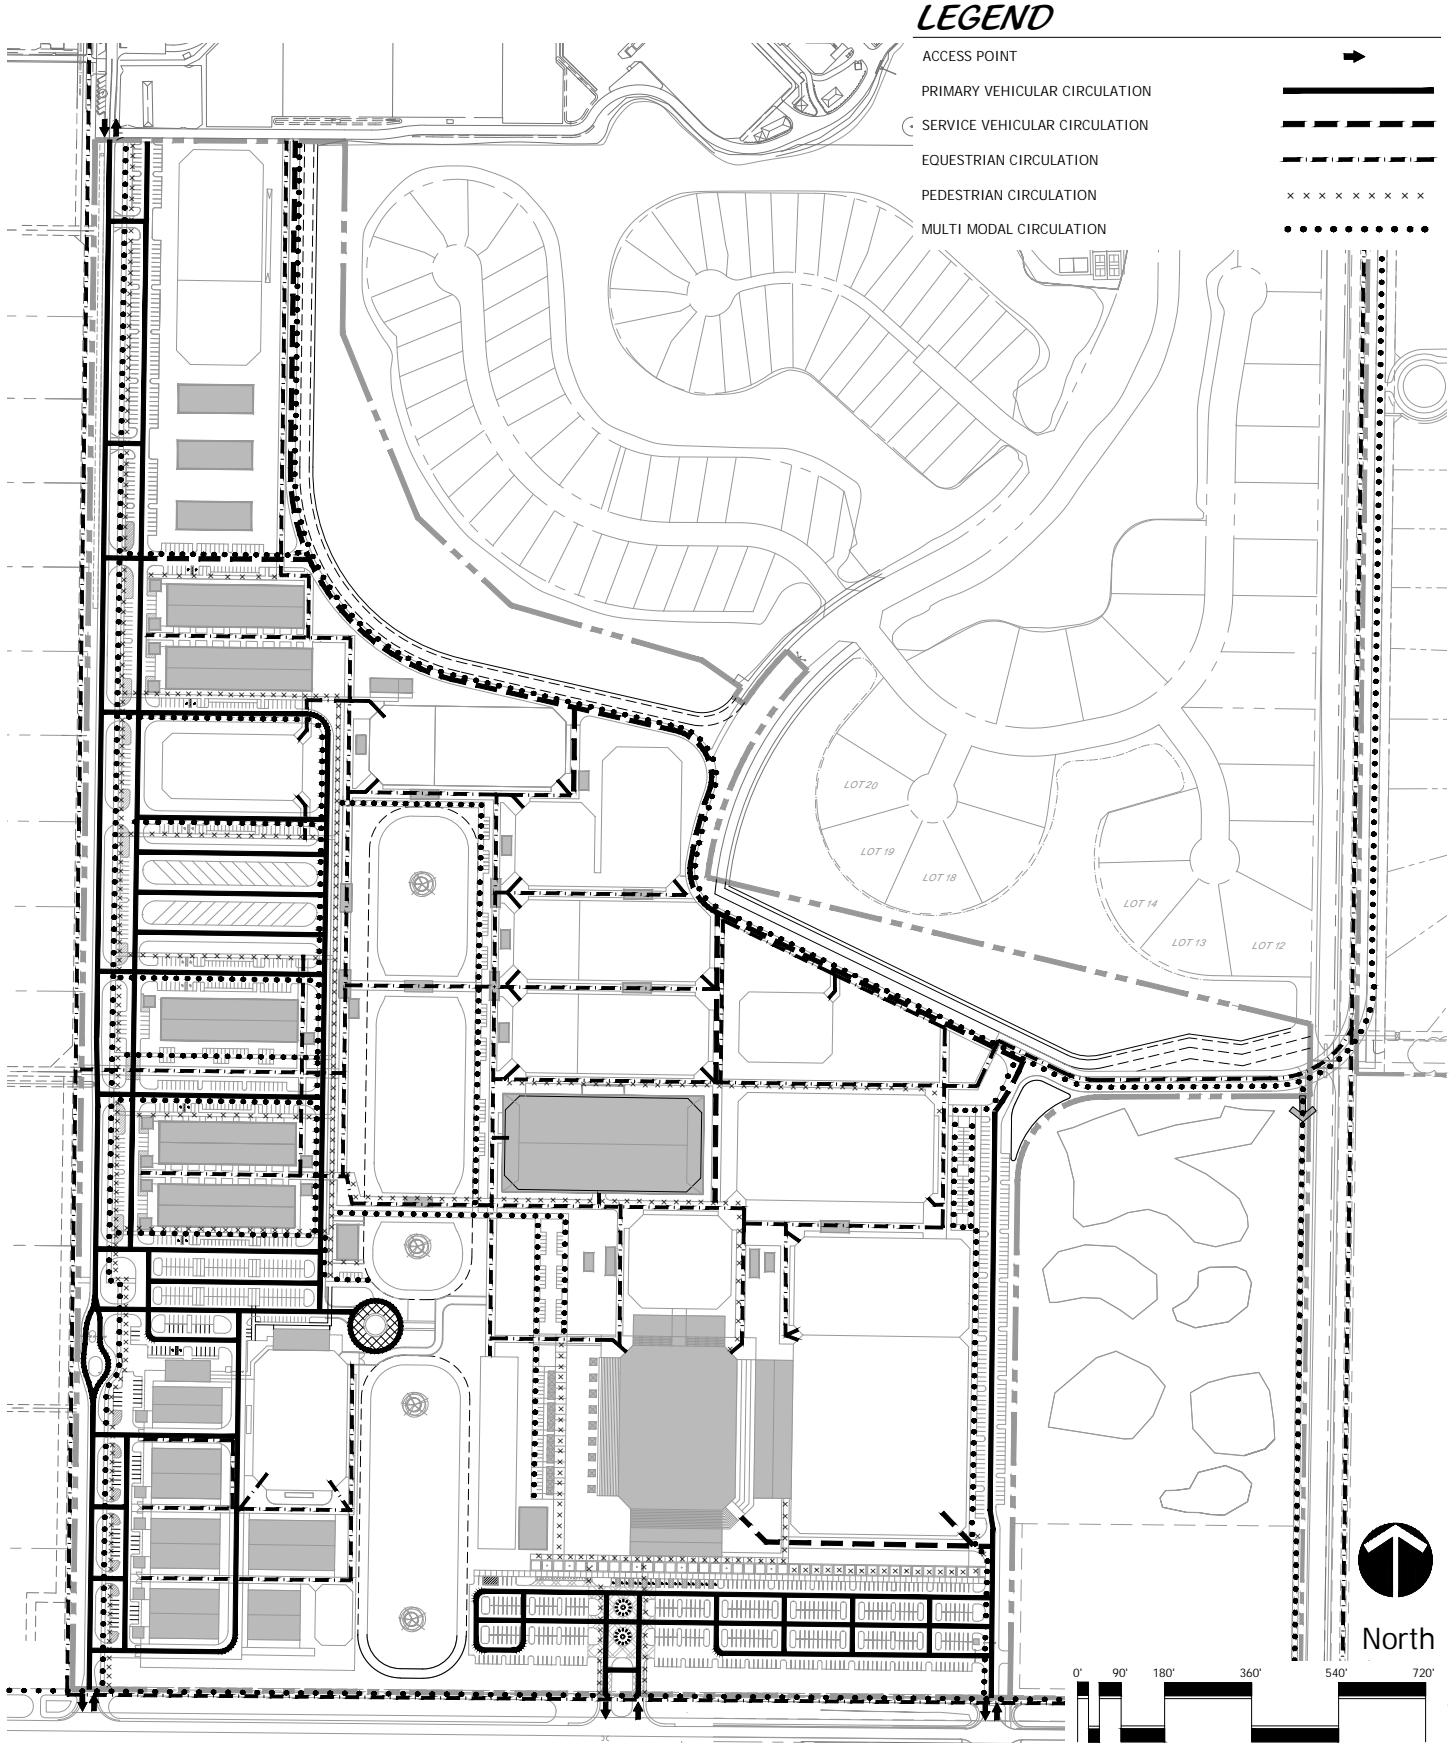 LEGEND
ACCESS POINT
PRIMARY VEHICULAR CIRCULATION
SERVICE VEHICULAR CIRCULATION
EQUESTRIAN CIRCULATION
PEDESTRIAN CIRCULATION
MULTI MODAL CIRCULATION
LOT 20
LOT 19
LOT 18
LOT 14
LOT 13
LOT 12
North
0' 90' 180' 360' 540' 720'